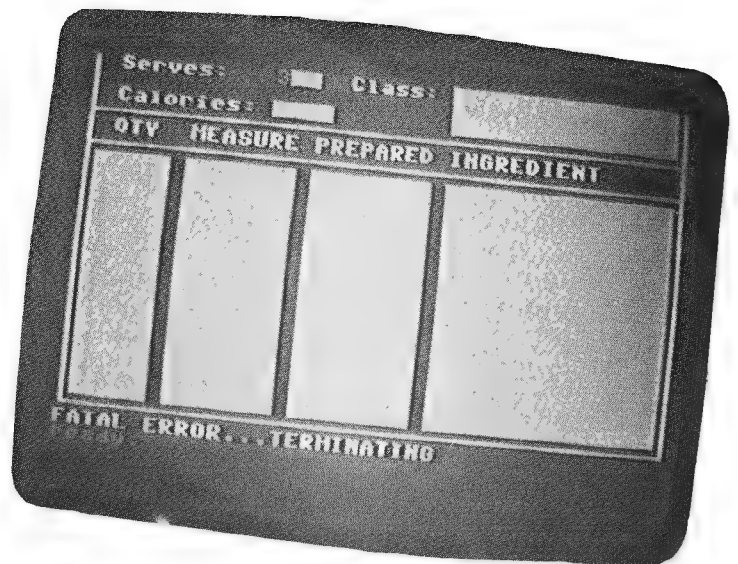 Serves: Class:
Calories:
QTY MEASURE PREPARED INGREDIENT
FATAL ERROR...TERMINATING